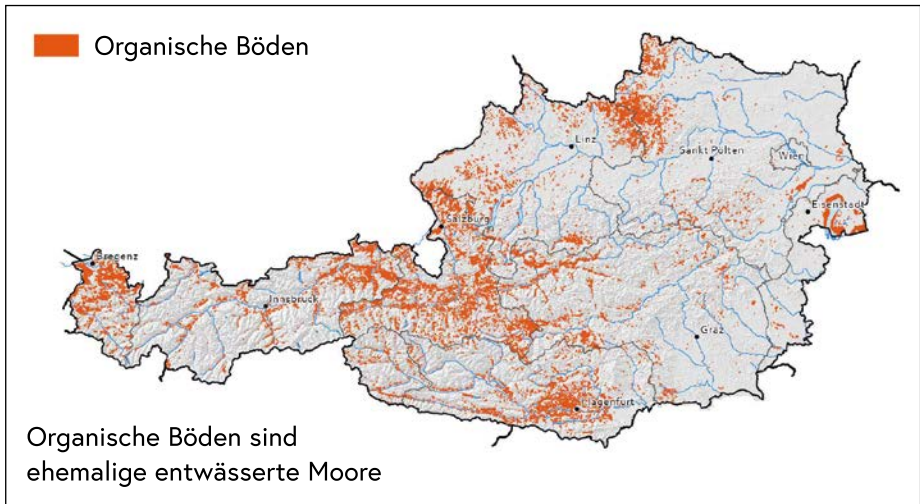 Organische Böden
Linz
Sankt Pölten
Wien
Eisenstadt
Salzburg
Bregenz
Innsbruck
Graz
Klagenfurt
Organische Böden sind
ehemalige entwässerte Moore